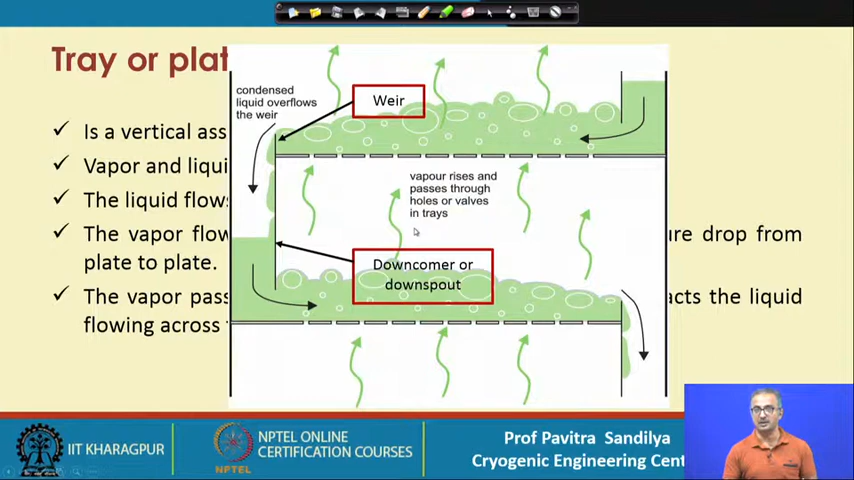 Tray or plat
condensed
liquid overflows
the weir
Weir
✓ Is a vertical ass
✓ Vapor and liqui
✓ The liquid flows
✓ The vapor flow
ure drop from
plate to plate.
✓ The vapor pass
acts the liquid
flowing across
vapour rises and
passes through
holes or valves
in trays
Downcomer or
downspout
IIT KHARAGPUR
NPTEL
NPTEL ONLINE
CERTIFICATION COURSES
Prof Pavitra Sandilya
Cryogenic Engineering Cent